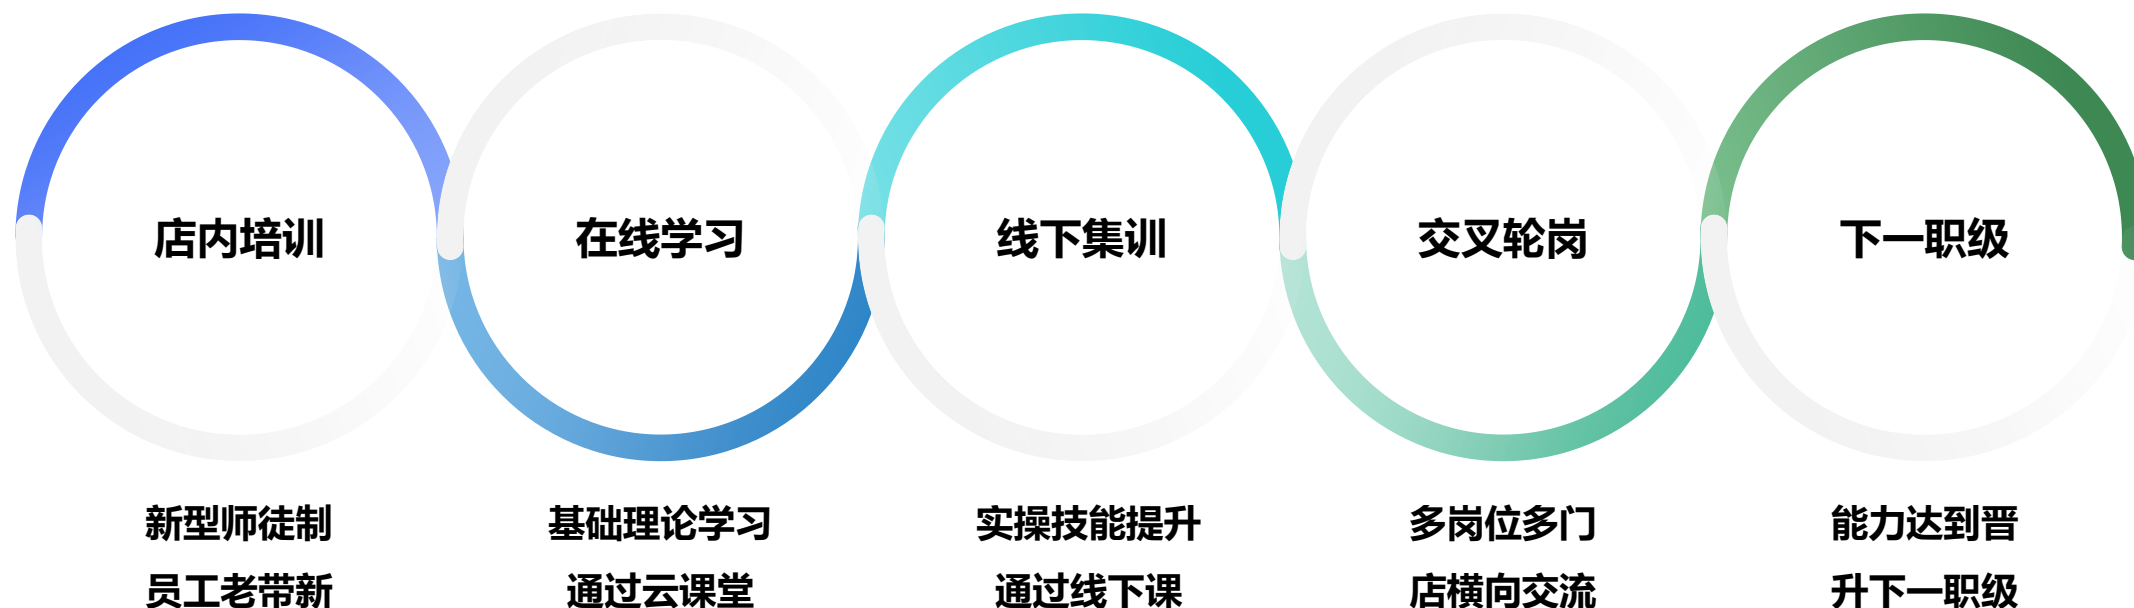 店内培训
在线学习
线下集训
交叉轮岗
下一职级
新型师徒制
员工老带新
基础理论学习
通过云课堂
实操技能提升
通过线下课
多岗位多门
店横向交流
能力达到晋
升下一职级